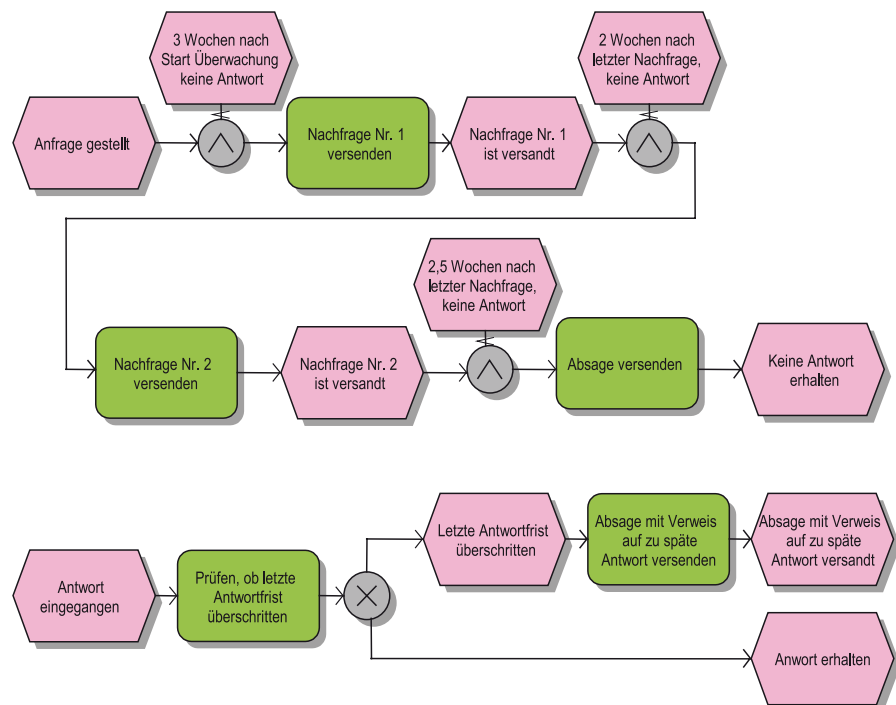 3 Wochen nach
Start Überwachung
keine Antwort
2 Wochen nach
letzter Nachfrage,
keine Antwort
Anfrage gestellt
Nachfrage Nr. 1
versenden
Nachfrage Nr. 1
ist versandt
2,5 Wochen nach
letzter Nachfrage,
keine Antwort
Nachfrage Nr. 2
versenden
Nachfrage Nr. 2
ist versandt
Absage versenden
Keine Antwort
erhalten
Antwort
eingegangen
Prüfen, ob letzte
Antwortfrist
überschritten
Letzte Antwortfrist
überschritten
Absage mit Verweis
auf zu späte
Antwort versenden
Absage mit Verweis
auf zu späte
Antwort versandt
Anwort erhalten